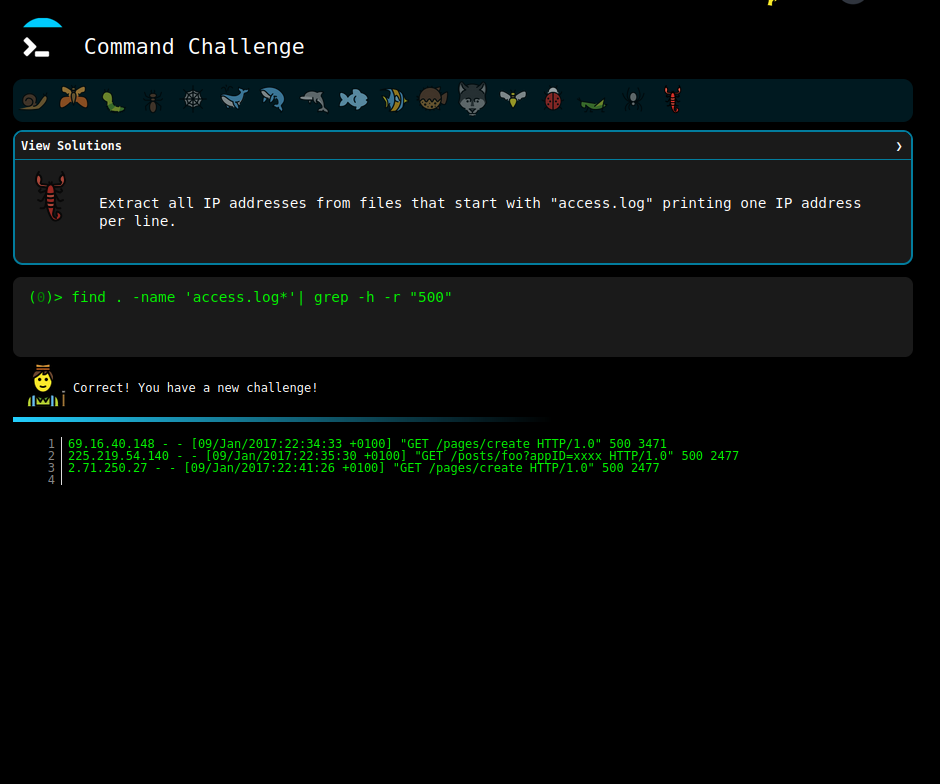 Command Challenge
View Solutions ❯
Extract all IP addresses from files that start with "access.log" printing one IP address
per line.
(0)> find . -name 'access.log*'| grep -h -r "500"
Correct! You have a new challenge!
1 69.16.40.148 - - [09/Jan/2017:22:34:33 +0100] "GET /pages/create HTTP/1.0" 500 3471
2 225.219.54.140 - - [09/Jan/2017:22:35:30 +0100] "GET /posts/foo?appID=xxxx HTTP/1.0" 500 2477
3 2.71.250.27 - - [09/Jan/2017:22:41:26 +0100] "GET /pages/create HTTP/1.0" 500 2477
4